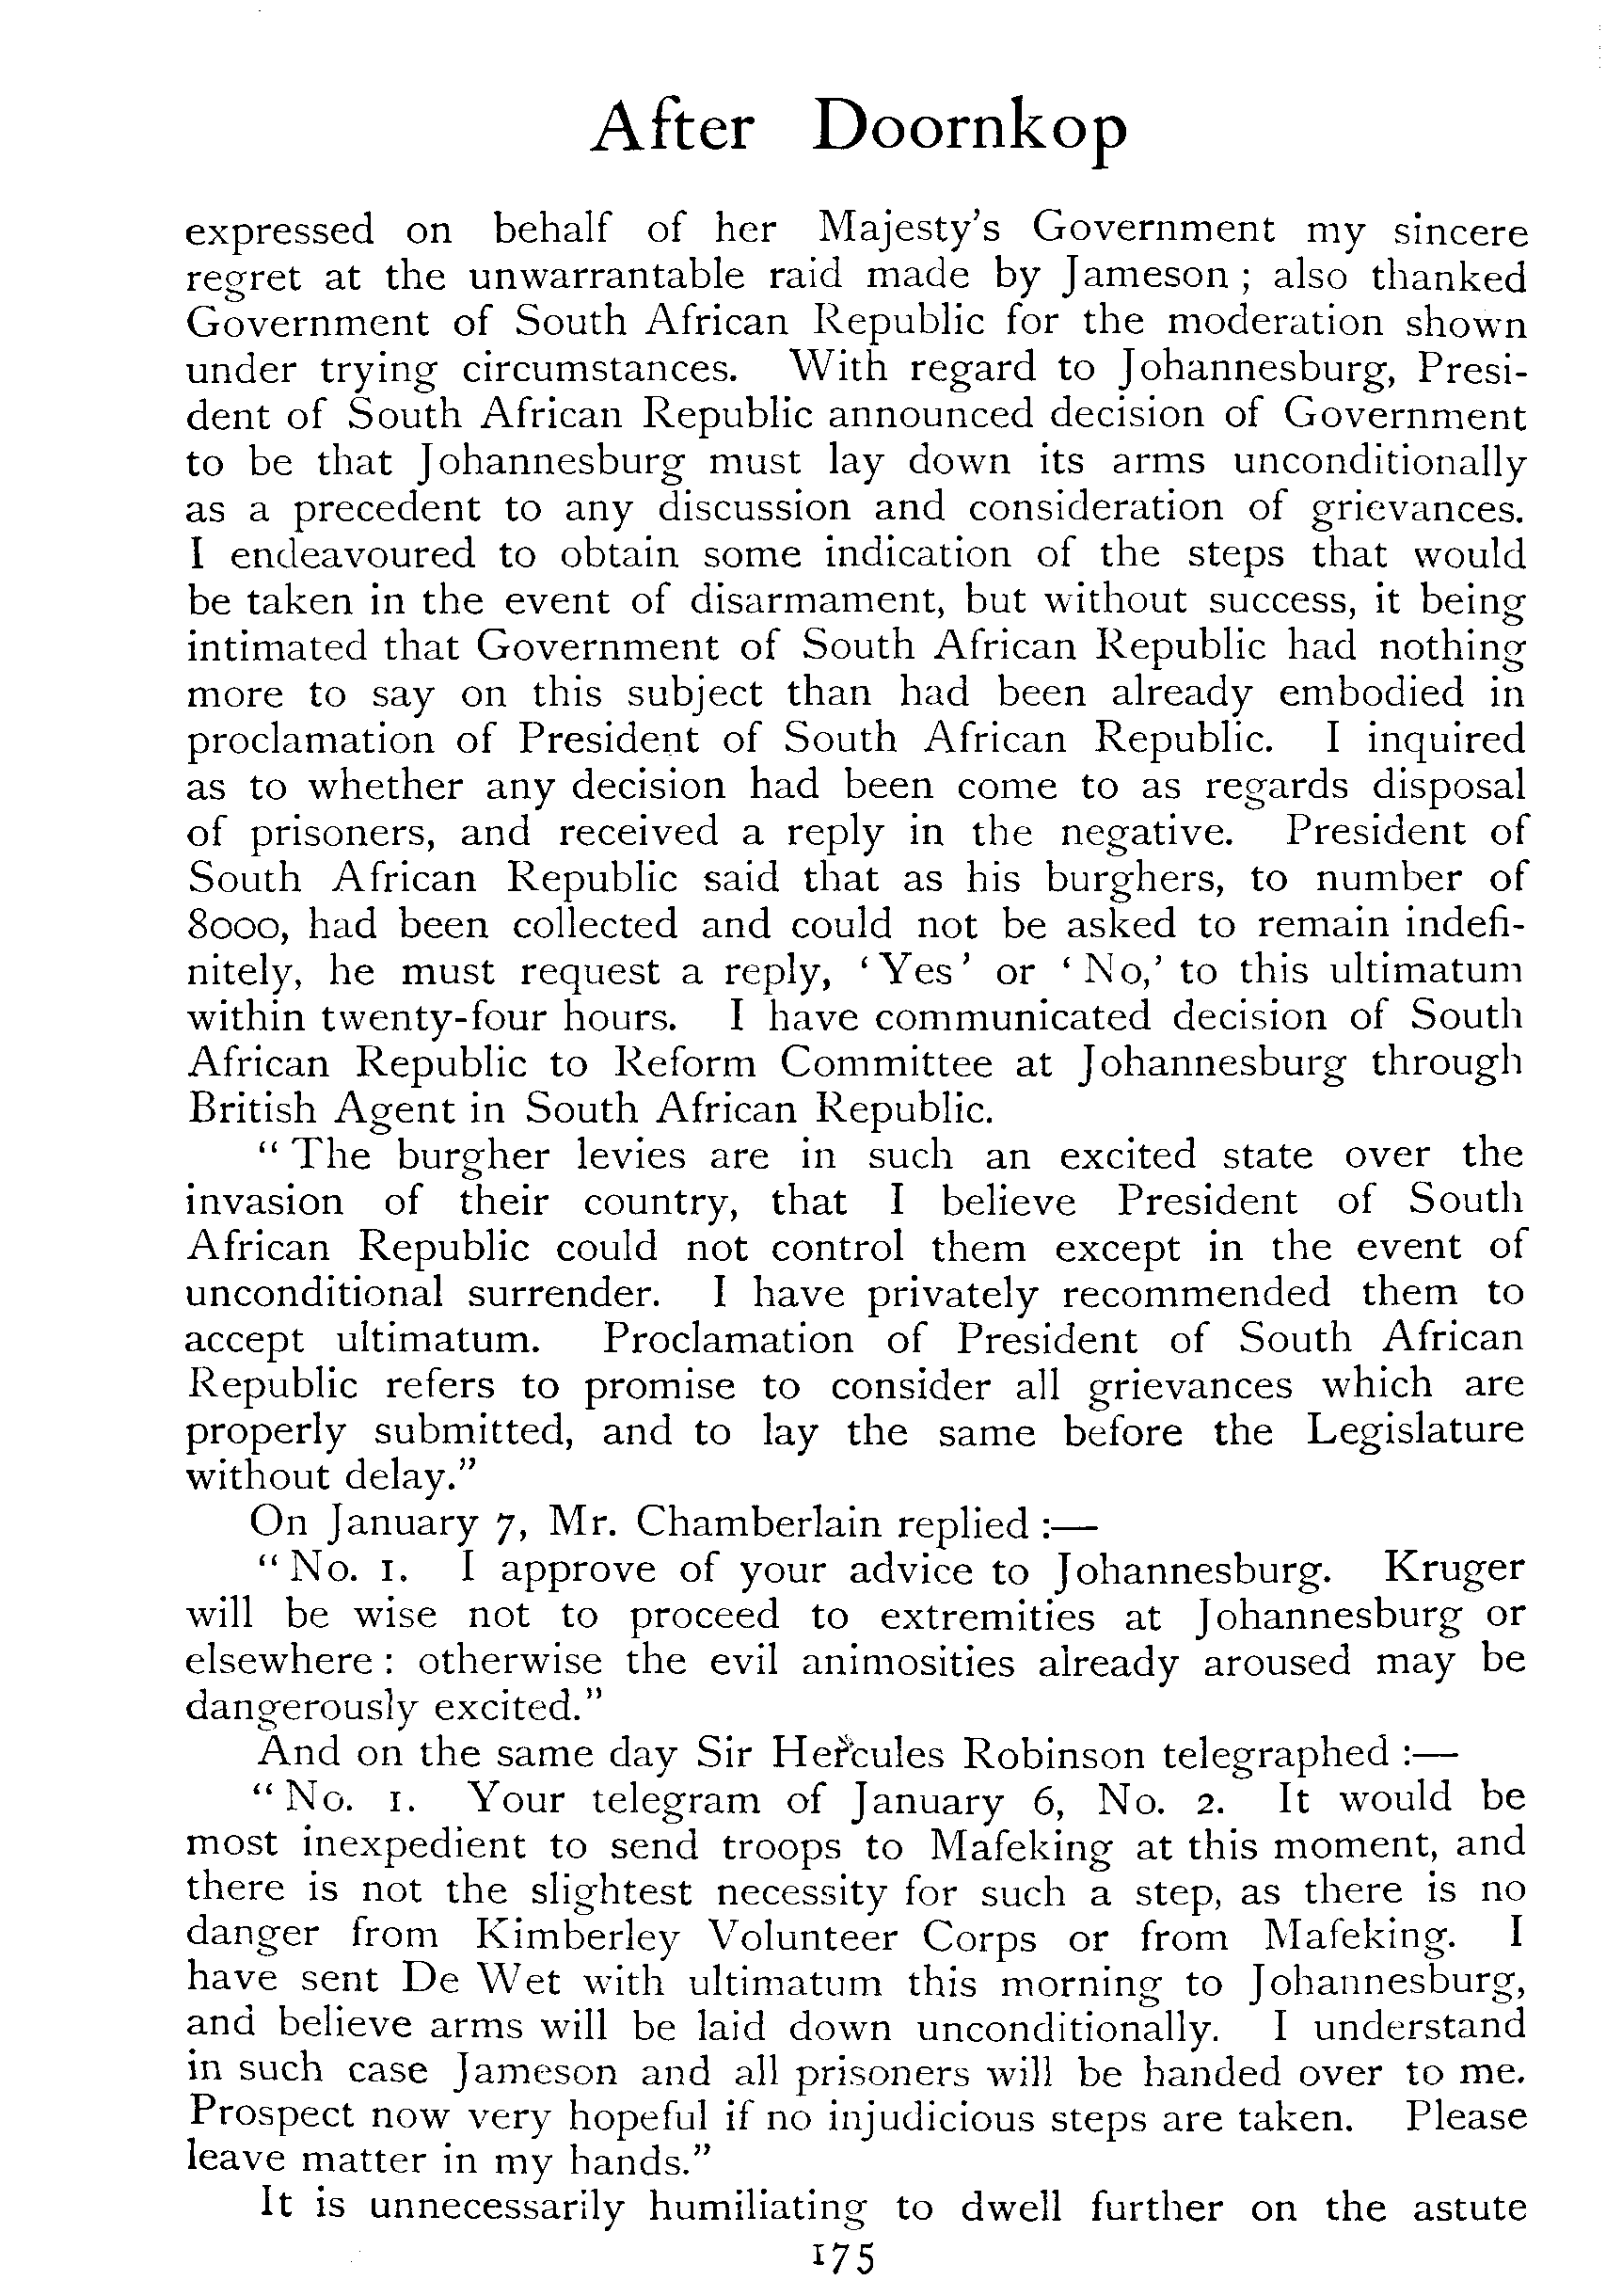 After Doornkop
expressed on behalf of her Majesty's Government my sincere
regret at the unwarrantable raid made by Jameson ; also thanked
Government of South African Republic for the moderation shown
under trying circumstances. With regard to Johannesburg, Presi-
dent of South African Republic announced decision of Government
to be that Johannesburg must lay down its arms unconditionally
as a precedent to any discussion and consideration of grievances.
I endeavoured to obtain some indication of the steps that would
be taken in the event of disarmament, but without success, it being
intimated that Government of South African Republic had nothing
more to say on this subject than had been already embodied in
proclamation of President of South African Republic. I inquired
as to whether any decision had been come to as regards disposal
of prisoners, and received a reply in the negative. President of
South African Republic said that as his burghers, to number of
8000, had been collected and could not be asked to remain indefi-
nitely, he must request a reply, ‘Yes’ or ‘No,’ to this ultimatum
within twenty-four hours. I have communicated decision of South
African Republic to Reform Committee at Johannesburg through
British Agent in South African Republic.
“The burgher levies are in such an excited state over the
invasion of their country, that I believe President of South
African Republic could not control them except in the event of
unconditional surrender. I have privately recommended them to
accept ultimatum. Proclamation of President of South African
Republic refers to promise to consider all grievances which are
properly submitted, and to lay the same before the Legislature
without delay.”
On January 7, Mr. Chamberlain replied :—
“No. 1. I approve of your advice to Johannesburg. Kruger
will be wise not to proceed to extremities at Johannesburg or
elsewhere : otherwise the evil animosities already aroused may be
dangerously excited.”
And on the same day Sir Hercules Robinson telegraphed :—
“No. 1. Your telegram of January 6, No. 2. It would be
most inexpedient to send troops to Mafeking at this moment, and
there is not the slightest necessity for such a step, as there is no
danger from Kimberley Volunteer Corps or from Mafeking. I
have sent De Wet with ultimatum this morning to Johannesburg,
and believe arms will be laid down unconditionally. I understand
in such case Jameson and all prisoners will be handed over to me.
Prospect now very hopeful if no injudicious steps are taken. Please
leave matter in my hands.”
It is unnecessarily humiliating to dwell further on the astute
175